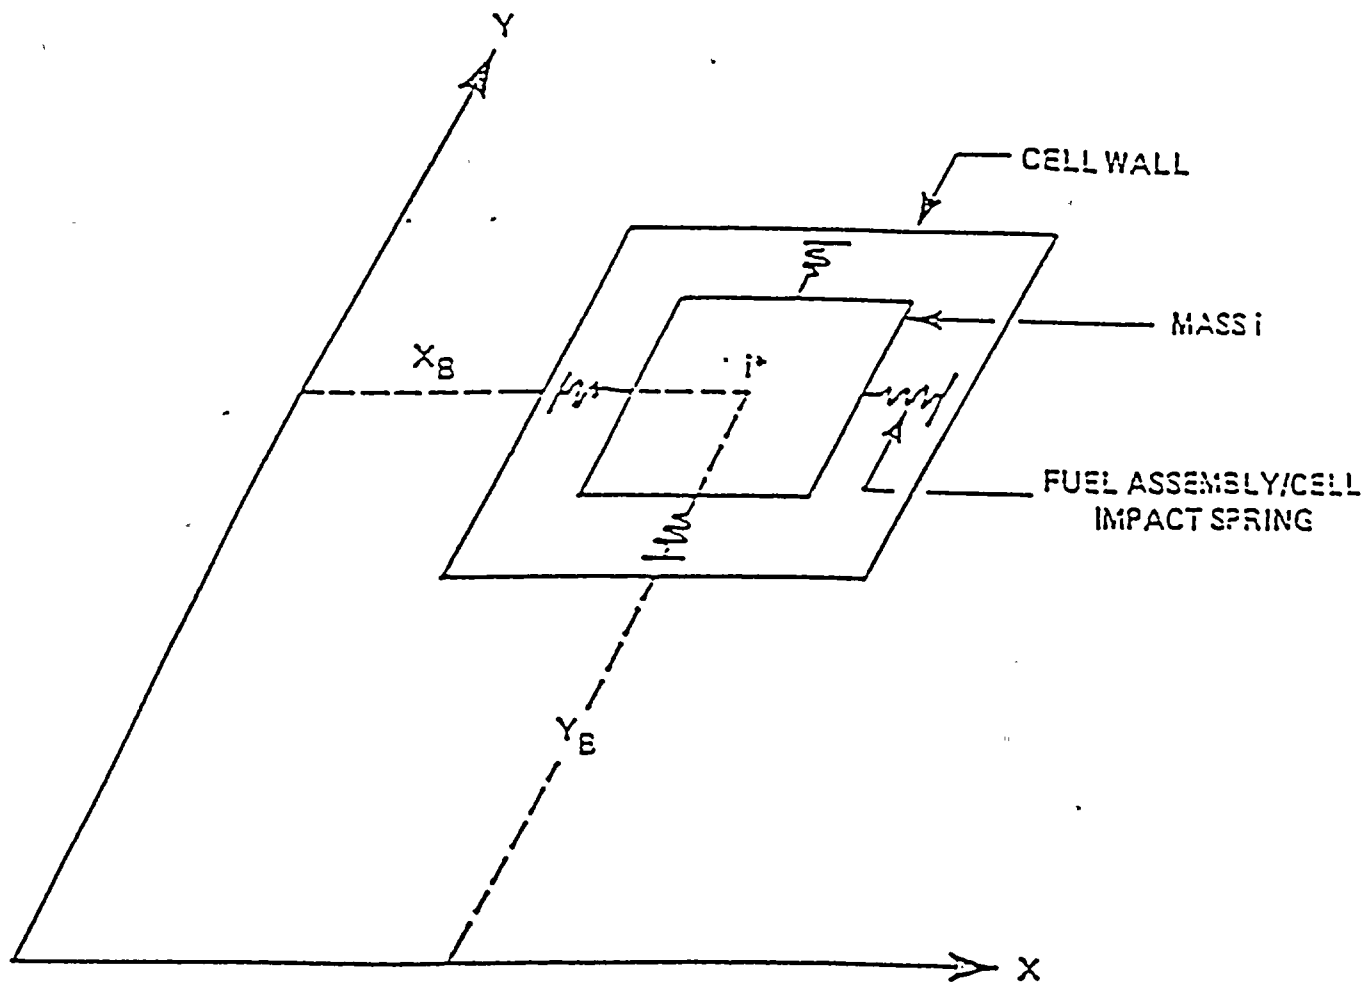 Y
CELL WALL
MASS i
X_B
i*
FUEL ASSEMBLY/CELL
IMPACT SPRING
Y_B
X